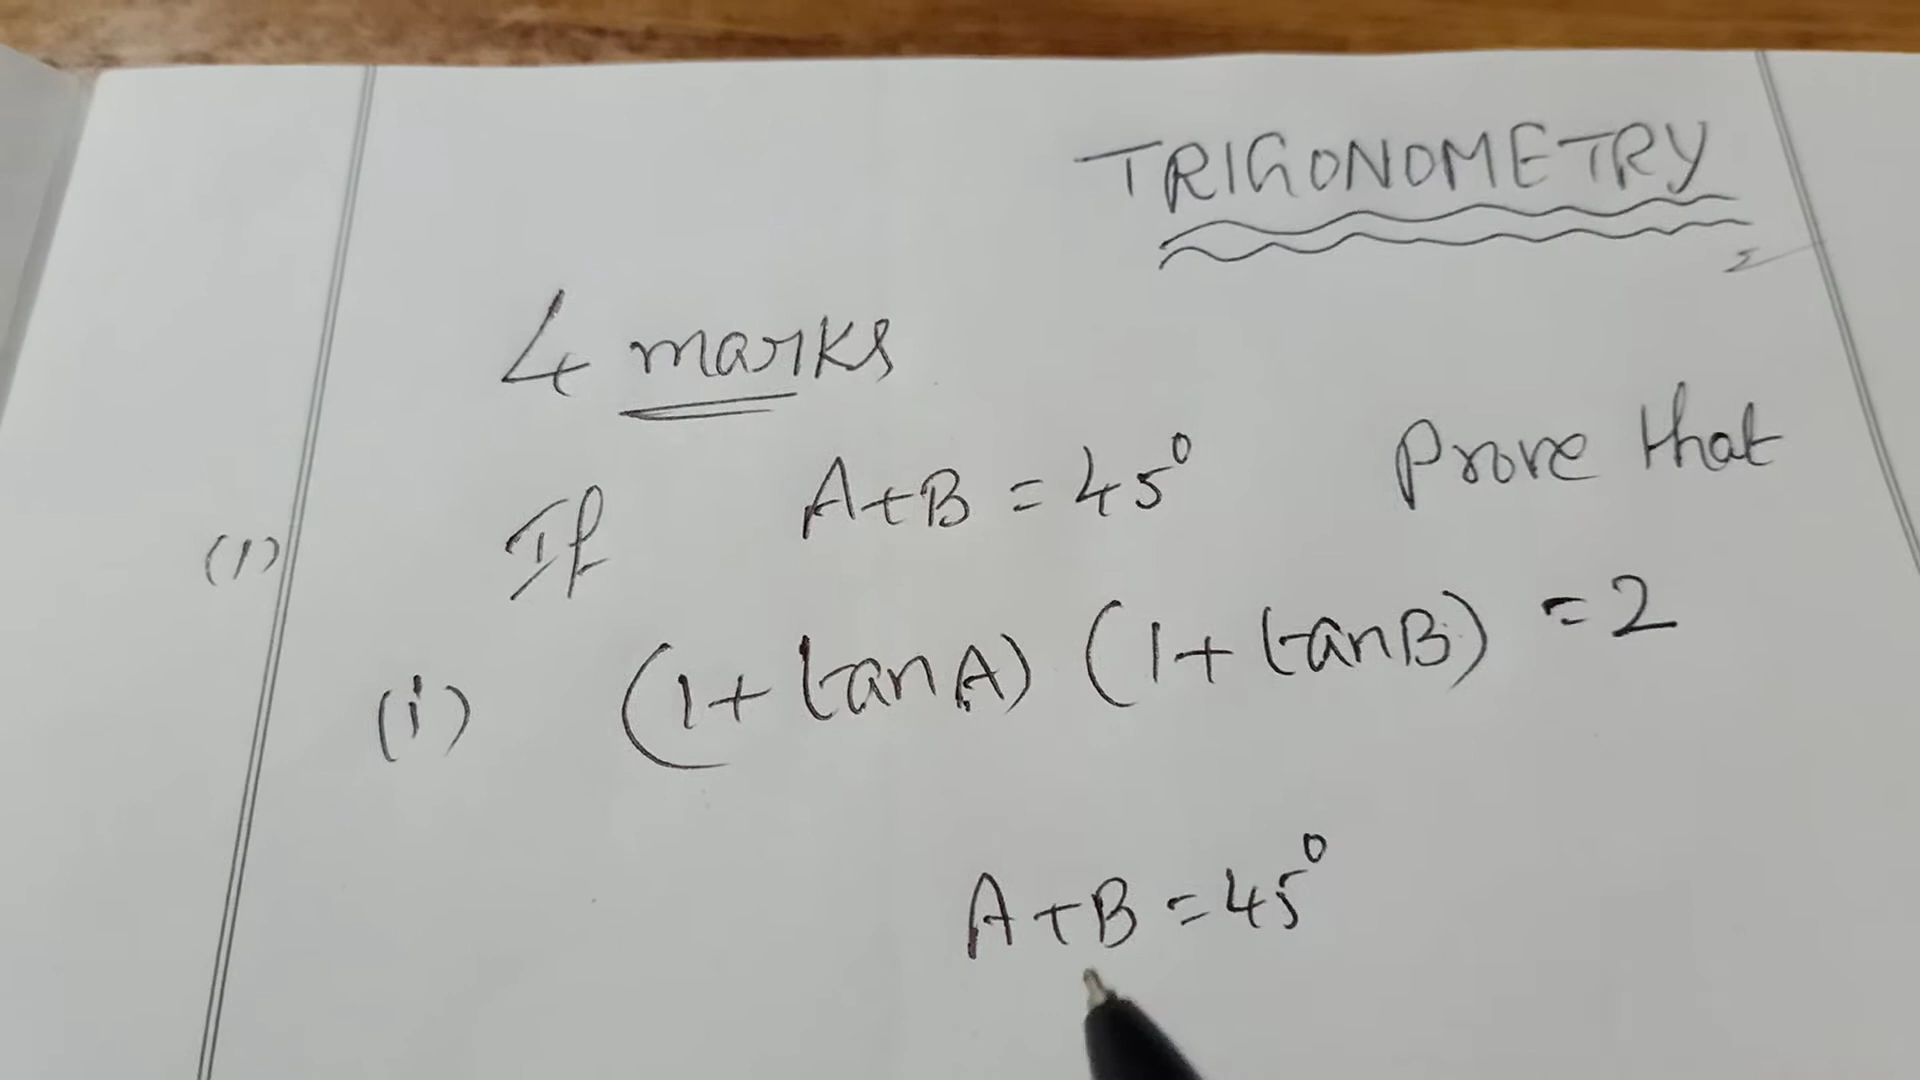 TRIGONOMETRY
4 marks
(1) If A+B = 45° Prove that
(i) (1+tanA) (1+tanB) = 2
A+B = 45°